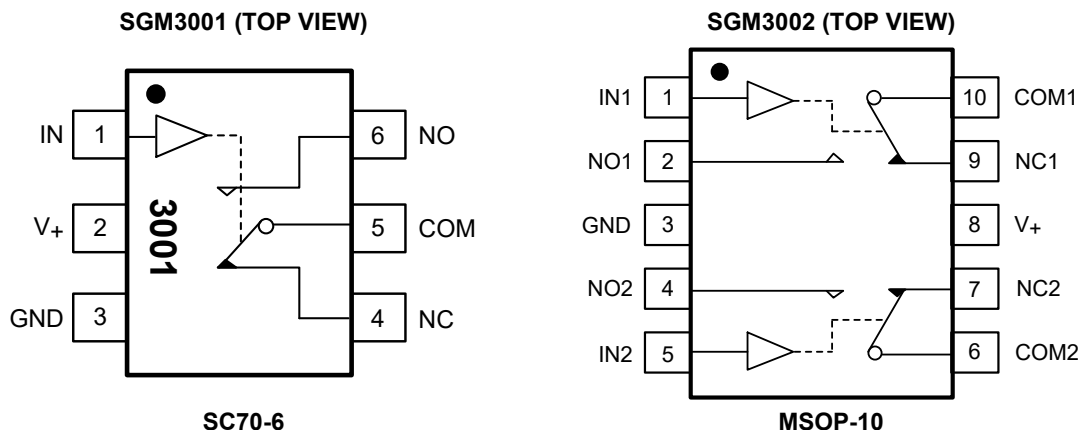 SGM3001 (TOP VIEW)
IN 1
V+ 2
GND 3
3001
6 NO
5 COM
4 NC
SC70-6
SGM3002 (TOP VIEW)
IN1 1
NO1 2
GND 3
NO2 4
IN2 5
10 COM1
9 NC1
8 V+
7 NC2
6 COM2
MSOP-10